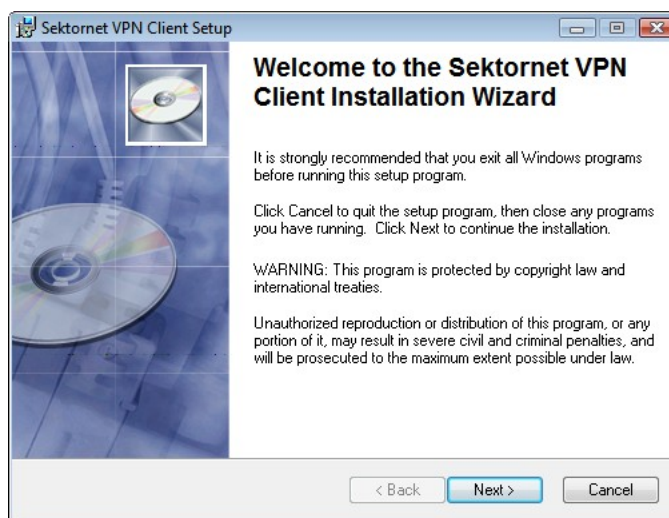 Sektornet VPN Client Setup
Welcome to the Sektornet VPN
Client Installation Wizard
It is strongly recommended that you exit all Windows programs
before running this setup program.
Click Cancel to quit the setup program, then close any programs
you have running.  Click Next to continue the installation.
WARNING: This program is protected by copyright law and
international treaties.
Unauthorized reproduction or distribution of this program, or any
portion of it, may result in severe civil and criminal penalties, and
will be prosecuted to the maximum extent possible under law.
< Back
Next >
Cancel